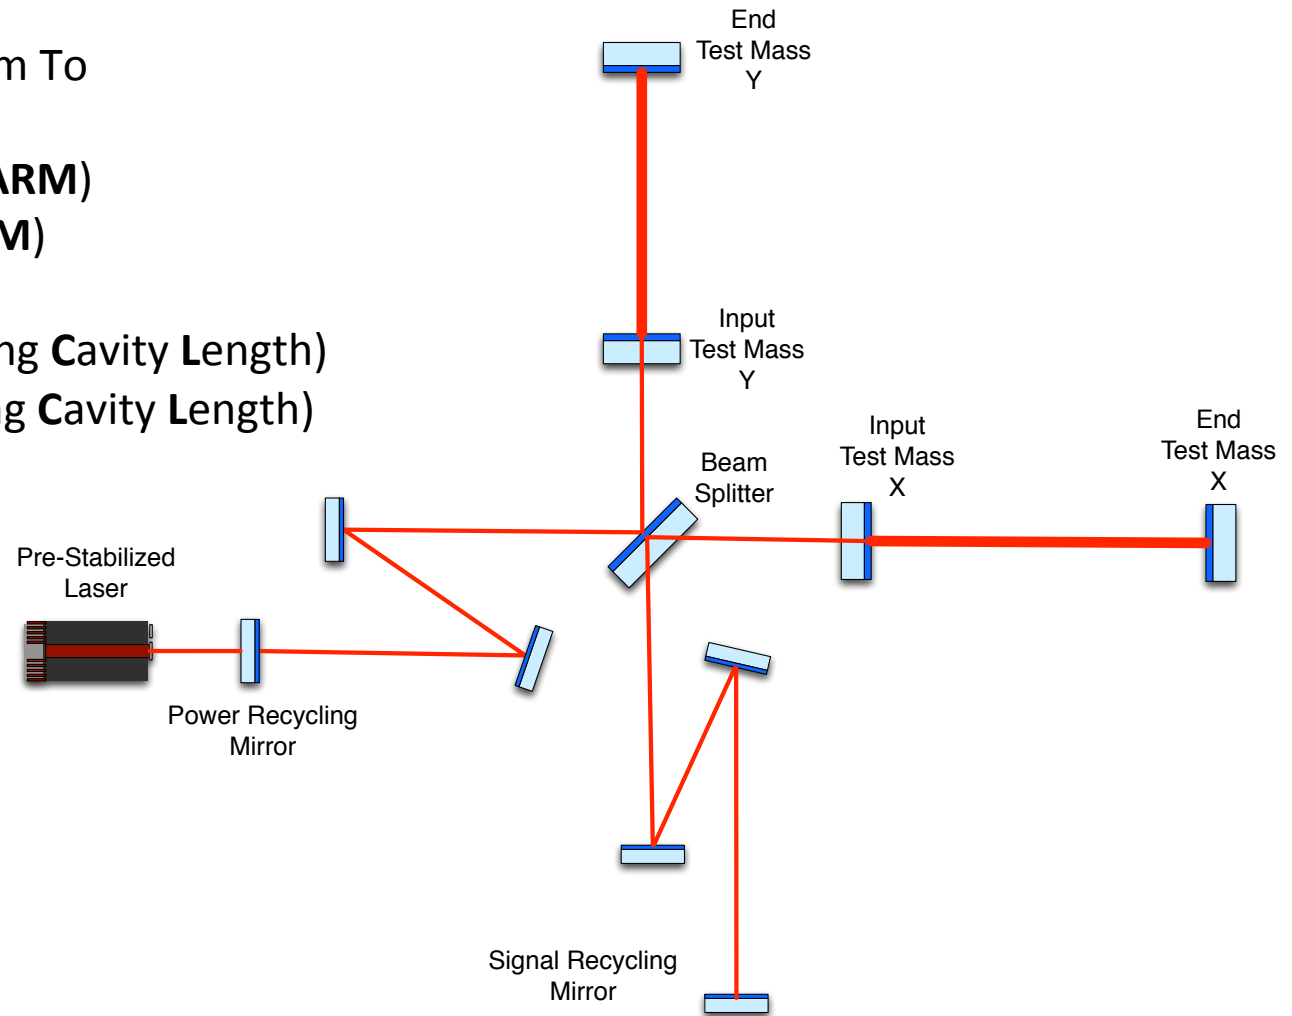 m To
ARM)
M)
ng Cavity Length)
ng Cavity Length)
End
Test Mass
Y
Input
Test Mass
Y
Input
Test Mass
X
End
Test Mass
X
Beam
Splitter
Pre-Stabilized
Laser
Power Recycling
Mirror
Signal Recycling
Mirror